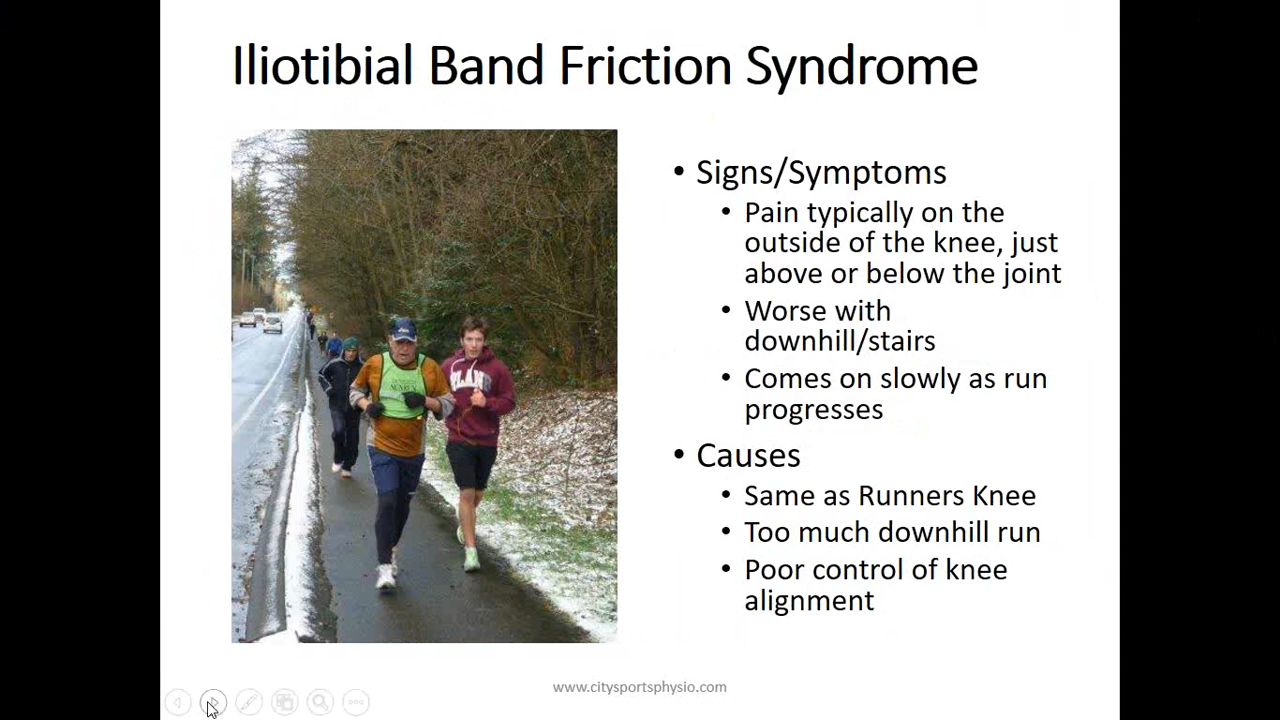 Iliotibial Band Friction Syndrome
• Signs/Symptoms
• Pain typically on the
outside of the knee, just
above or below the joint
• Worse with
downhill/stairs
• Comes on slowly as run
progresses
• Causes
• Same as Runners Knee
• Too much downhill run
• Poor control of knee
alignment
www.citysportsphysio.com